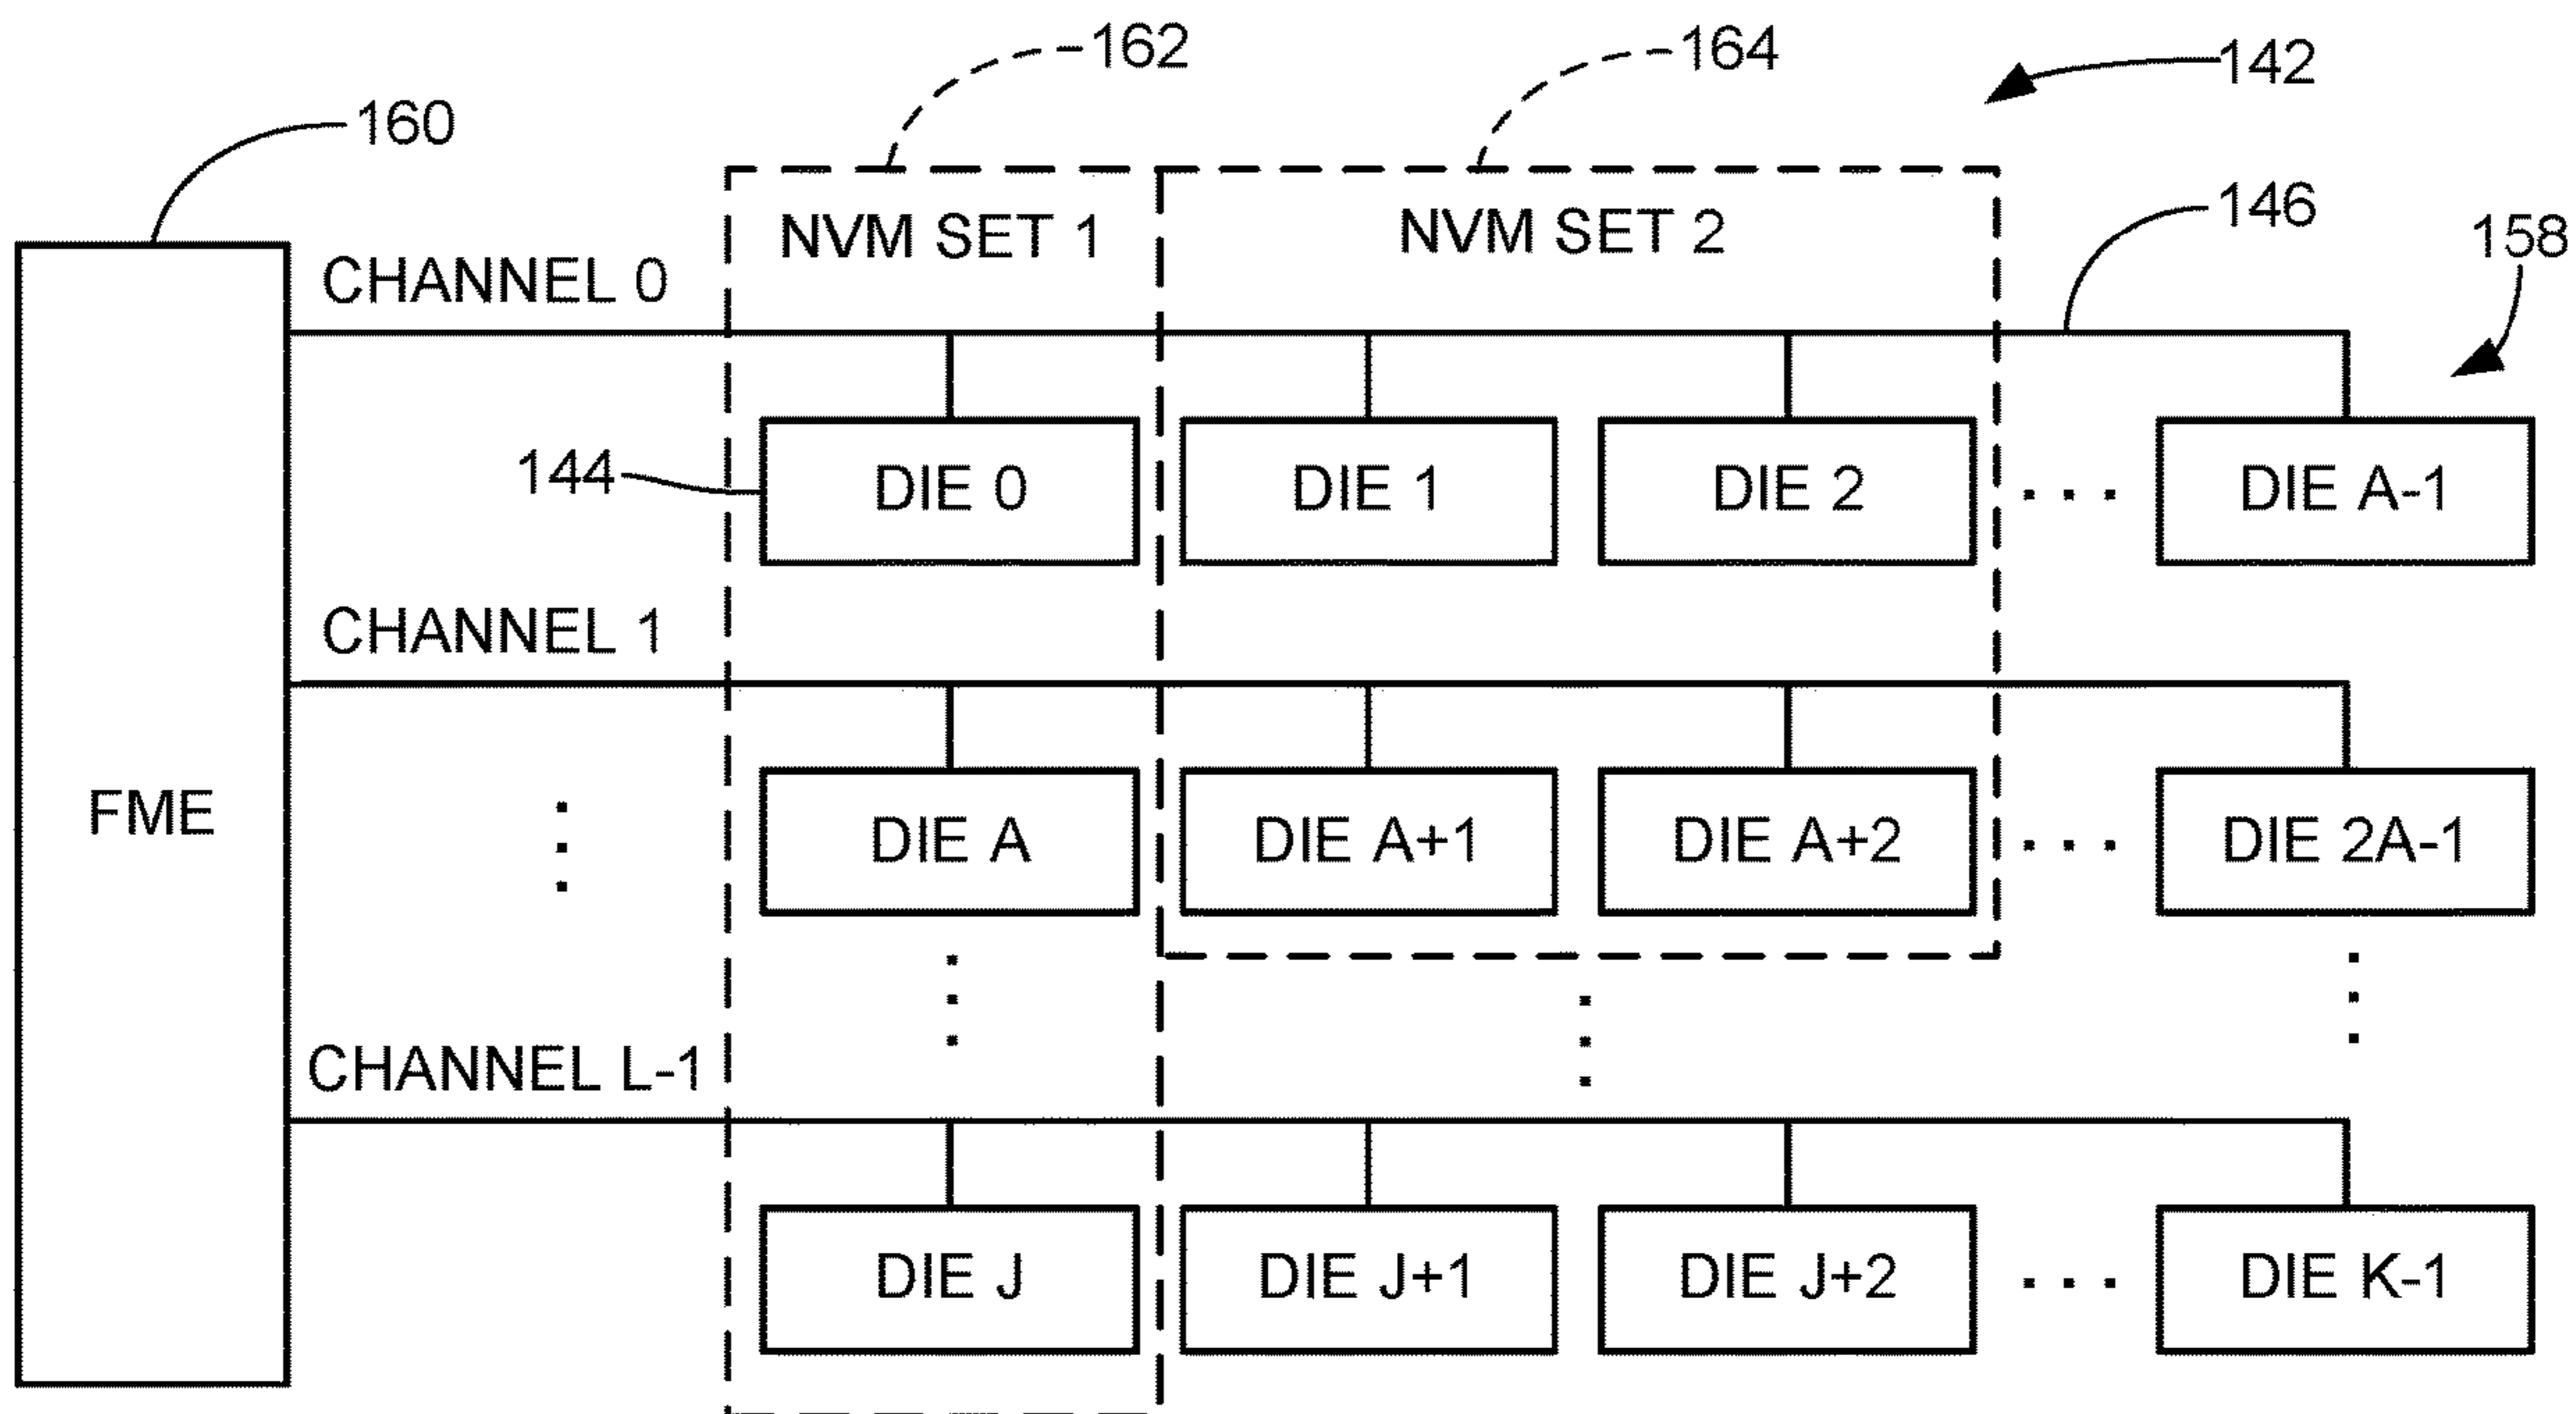 162
164
142
160
146
158
NVM SET 1
NVM SET 2
CHANNEL 0
144
DIE 0
DIE 1
DIE 2
. . .
DIE A-1
CHANNEL 1
FME
DIE A
DIE A+1
DIE A+2
. . .
DIE 2A-1
CHANNEL L-1
DIE J
DIE J+1
DIE J+2
. . .
DIE K-1